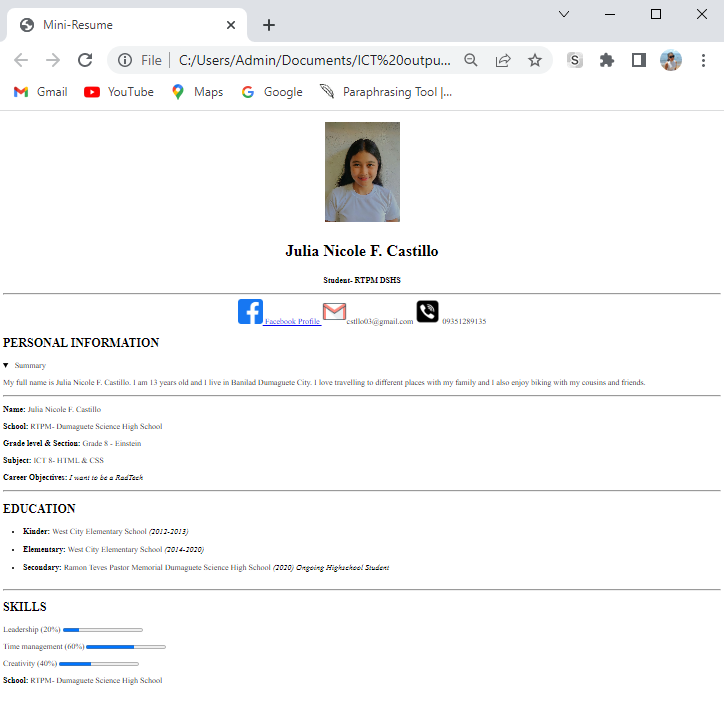 Mini-Resume
File | C:/Users/Admin/Documents/ICT%20outpu...
S
Gmail YouTube Maps Google Paraphrasing Tool |...
Julia Nicole F. Castillo
Student- RTPM DSHS
Facebook Profile cstllo03@gmail.com 09351289135
PERSONAL INFORMATION
▼ Summary
My full name is Julia Nicole F. Castillo. I am 13 years old and I live in Banilad Dumaguete City. I love travelling to different places with my family and I also enjoy biking with my cousins and friends.
Name: Julia Nicole F. Castillo
School: RTPM- Dumaguete Science High School
Grade level & Section: Grade 8 - Einstein
Subject: ICT 8- HTML & CSS
Career Objectives: I want to be a RadTech
EDUCATION
• Kinder: West City Elementary School (2012-2013)
• Elementary: West City Elementary School (2014-2020)
• Secondary: Ramon Teves Pastor Memorial Dumaguete Science High School (2020) Ongoing Highschool Student
SKILLS
Leadership (20%)
Time management (60%)
Creativity (40%)
School: RTPM- Dumaguete Science High School